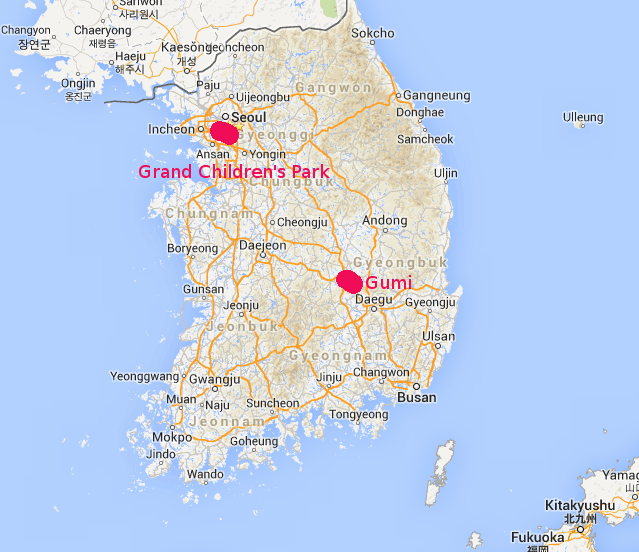 Sariwon
사리원시
Changyon
장연군
Chaeryong
재령군
Haeju
해주시
Kaesŏngeoncheon
개성
Ongjin
옹진군
Sokcho
Paju
Uijeongbu
Gangwon
Gangneung
Donghae
Ulleung
Seoul
Incheon
Gyeonggi
Samcheok
Ansan
Yongin
Grand Children's Park
Chungbuk
Uljin
Chungnam
Cheongju
Andong
Boryeong
Daejeon
Gyeongbuk
Gumi
Gunsan
Jeonju
Daegu
Gyeongju
Jeonbuk
Ulsan
Gyeongnam
Yeonggwang
Gwangju
Jinju
Changwon
Busan
Muan
Naju
Suncheon
Tongyeong
Jeonnam
Mokpo
Goheung
Jindo
Wando
Yamag
山口
Kitakyushu
北九州
Fukuoka
福岡